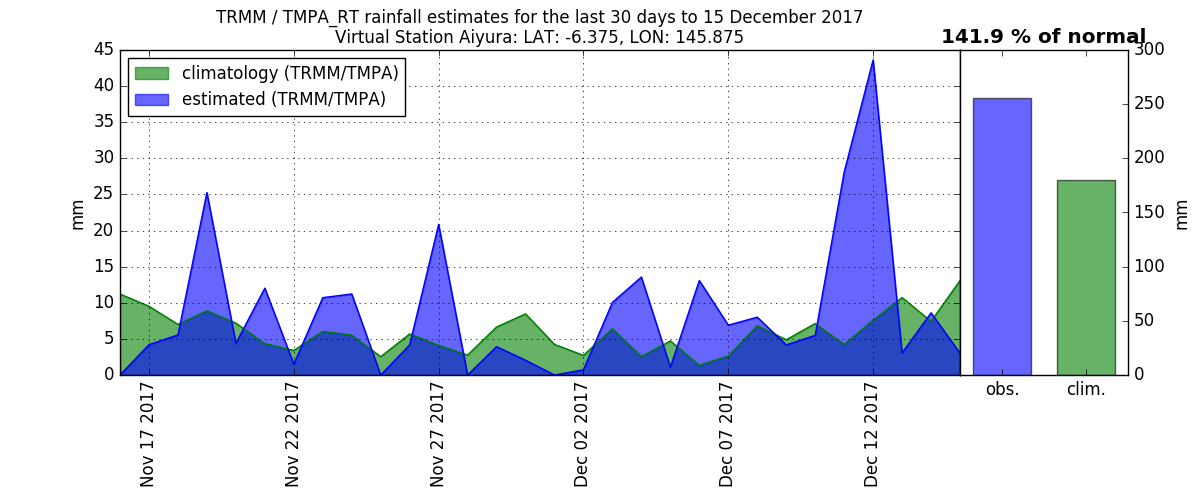 TRMM / TMPA_RT rainfall estimates for the last 30 days to 15 December 2017
Virtual Station Aiyura: LAT: -6.375, LON: 145.875
141.9 % of normal
climatology (TRMM/TMPA)
estimated (TRMM/TMPA)
45
40
35
30
25
20
15
10
5
0
mm
Nov 17 2017
Nov 22 2017
Nov 27 2017
Dec 02 2017
Dec 07 2017
Dec 12 2017
300
250
200
150
100
50
0
mm
obs.
clim.